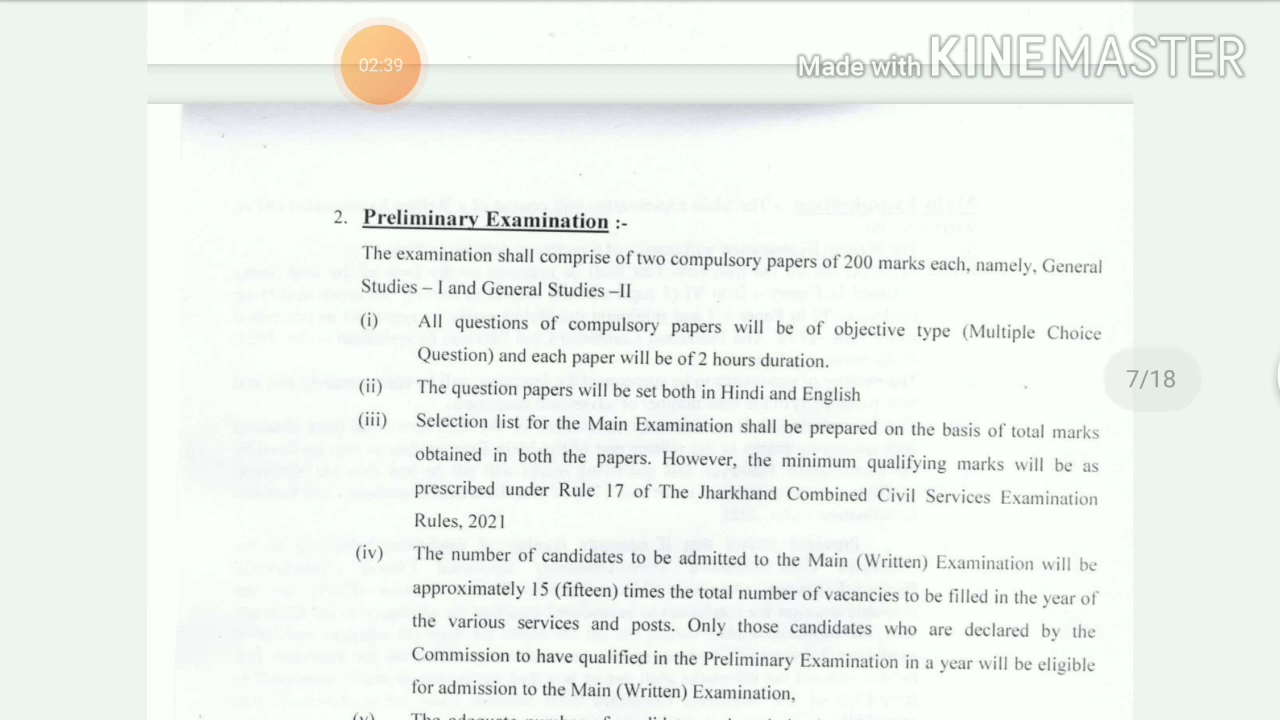 02:39
Made with KINEMASTER
2. Preliminary Examination :-
The examination shall comprise of two compulsory papers of 200 marks each, namely, General
Studies – I and General Studies –II
(i) All questions of compulsory papers will be of objective type (Multiple Choice
Question) and each paper will be of 2 hours duration.
(ii) The question papers will be set both in Hindi and English
(iii) Selection list for the Main Examination shall be prepared on the basis of total marks
obtained in both the papers. However, the minimum qualifying marks will be as
prescribed under Rule 17 of The Jharkhand Combined Civil Services Examination
Rules, 2021
7/18
(iv) The number of candidates to be admitted to the Main (Written) Examination will be
approximately 15 (fifteen) times the total number of vacancies to be filled in the year of
the various services and posts. Only those candidates who are declared by the
Commission to have qualified in the Preliminary Examination in a year will be eligible
for admission to the Main (Written) Examination,
(v) The adequate number of